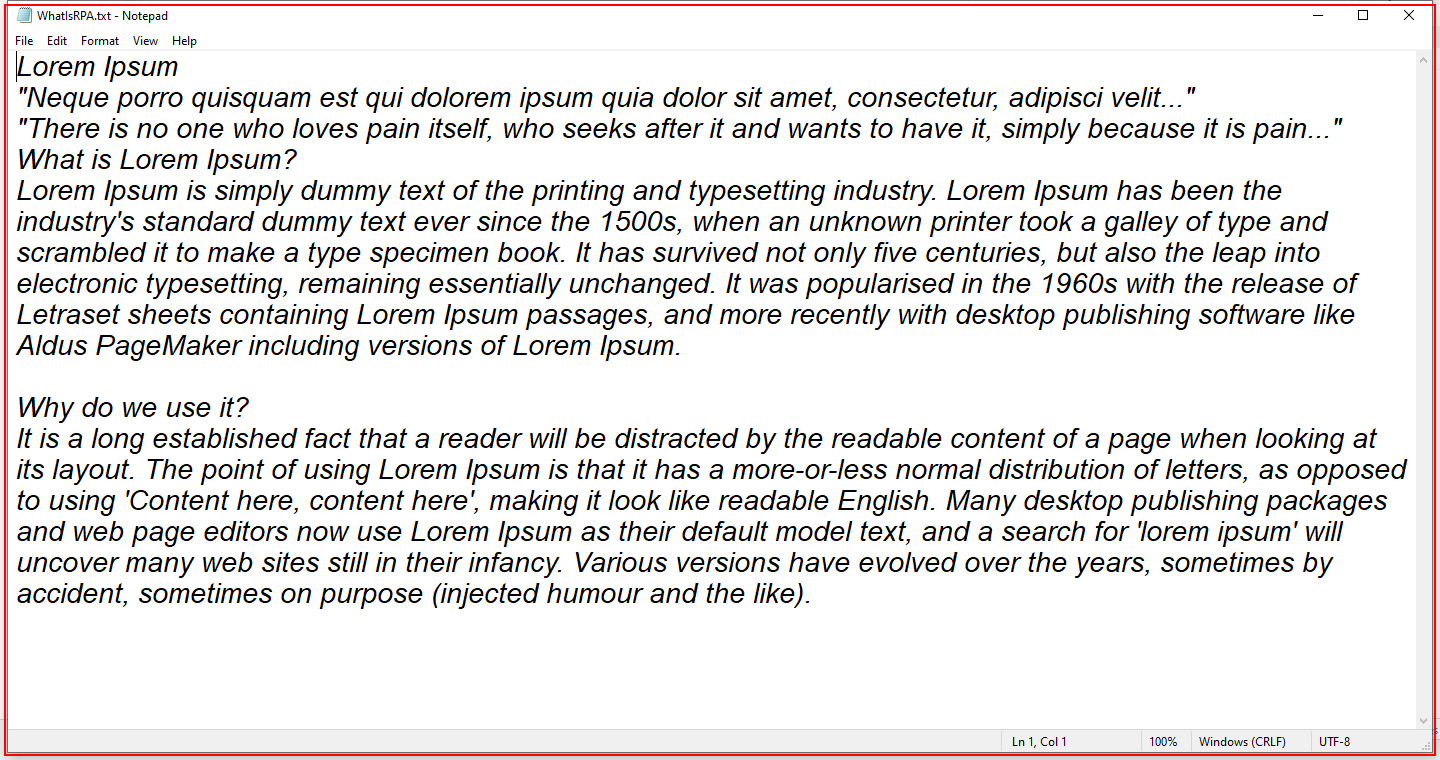 WhatIsRPA.txt - Notepad
File Edit Format View Help
Lorem Ipsum
"Neque porro quisquam est qui dolorem ipsum quia dolor sit amet, consectetur, adipisci velit..."
"There is no one who loves pain itself, who seeks after it and wants to have it, simply because it is pain..."
What is Lorem Ipsum?
Lorem Ipsum is simply dummy text of the printing and typesetting industry. Lorem Ipsum has been the
industry's standard dummy text ever since the 1500s, when an unknown printer took a galley of type and
scrambled it to make a type specimen book. It has survived not only five centuries, but also the leap into
electronic typesetting, remaining essentially unchanged. It was popularised in the 1960s with the release of
Letraset sheets containing Lorem Ipsum passages, and more recently with desktop publishing software like
Aldus PageMaker including versions of Lorem Ipsum.
Why do we use it?
It is a long established fact that a reader will be distracted by the readable content of a page when looking at
its layout. The point of using Lorem Ipsum is that it has a more-or-less normal distribution of letters, as opposed
to using 'Content here, content here', making it look like readable English. Many desktop publishing packages
and web page editors now use Lorem Ipsum as their default model text, and a search for 'lorem ipsum' will
uncover many web sites still in their infancy. Various versions have evolved over the years, sometimes by
accident, sometimes on purpose (injected humour and the like).
Ln 1, Col 1 100% Windows (CRLF) UTF-8